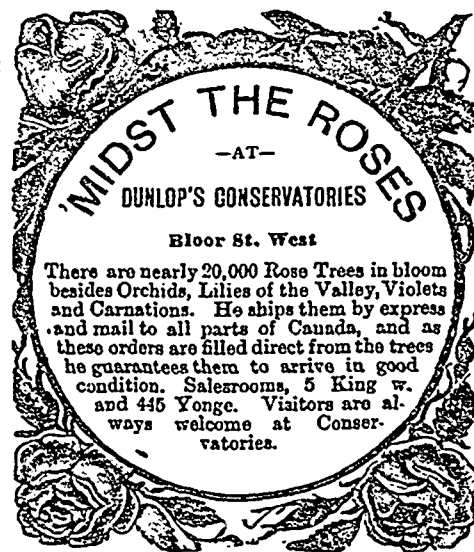 'MIDST THE ROSES
—AT—
DUNLOP'S CONSERVATORIES
Bloor St. West
There are nearly 20,000 Rose Trees in bloom
besides Orchids, Lilies of the Valley, Violets
and Carnations. He ships them by express
and mail to all parts of Canada, and as
these orders are filled direct from the trees
he guarantees them to arrive in good
condition. Salesrooms, 5 King w.
and 445 Yonge. Visitors are al-
ways welcome at Conser-
vatories.